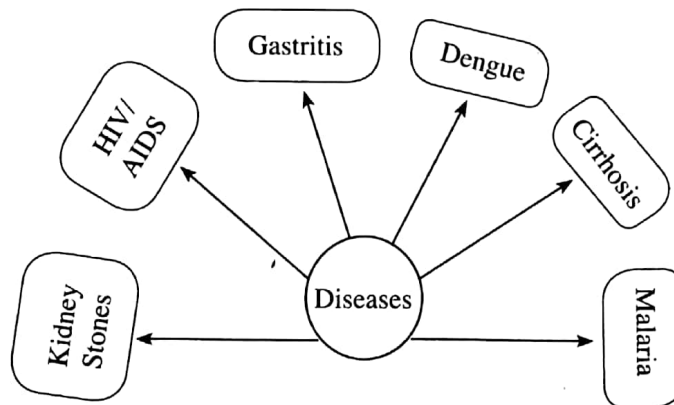 Gastritis
Dengue
HIV/
AIDS
Cirrhosis
Diseases
Kidney
Stones
Malaria